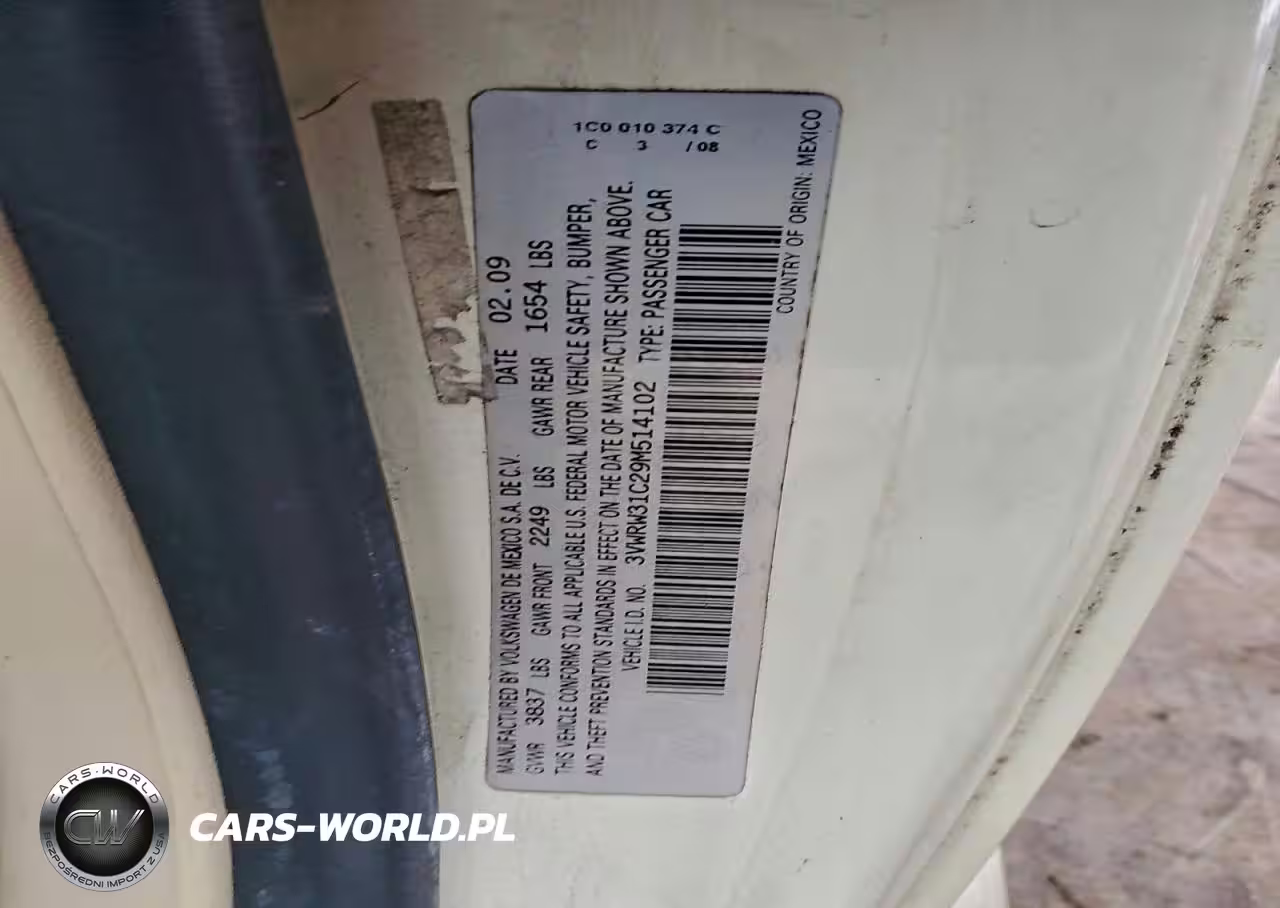 1C0 010 374 C
C 3 /08
MANUFACTURED BY VOLKSWAGEN DE MEXICO S.A. DE C.V. DATE 02.09
GVWR 3837 LBS GAWR FRONT 2249 LBS GAWR REAR 1654 LBS
THIS VEHICLE CONFORMS TO ALL APPLICABLE U.S. FEDERAL MOTOR VEHICLE SAFETY, BUMPER,
AND THEFT PREVENTION STANDARDS IN EFFECT ON THE DATE OF MANUFACTURE SHOWN ABOVE.
VEHICLE I.D. NO. 3VWRW31C29M514102 TYPE: PASSENGER CAR
COUNTRY OF ORIGIN: MEXICO
CARS-WORLD
CW
BEZPOŚREDNI IMPORT Z USA
CARS-WORLD.PL